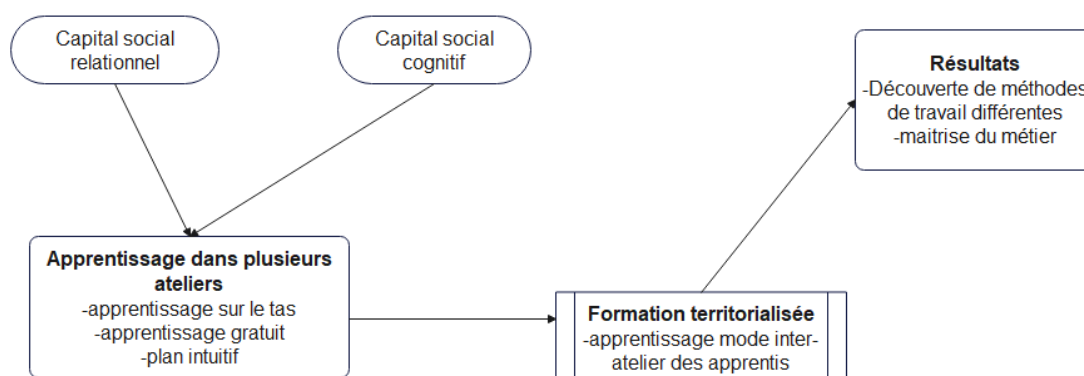 Capital social
relationnel
Capital social
cognitif
Résultats
-Découverte de méthodes
de travail différentes
-maitrise du métier
Apprentissage dans plusieurs
ateliers
-apprentissage sur le tas
-apprentissage gratuit
-plan intuitif
Formation territorialisée
-apprentissage mode inter-
atelier des apprentis